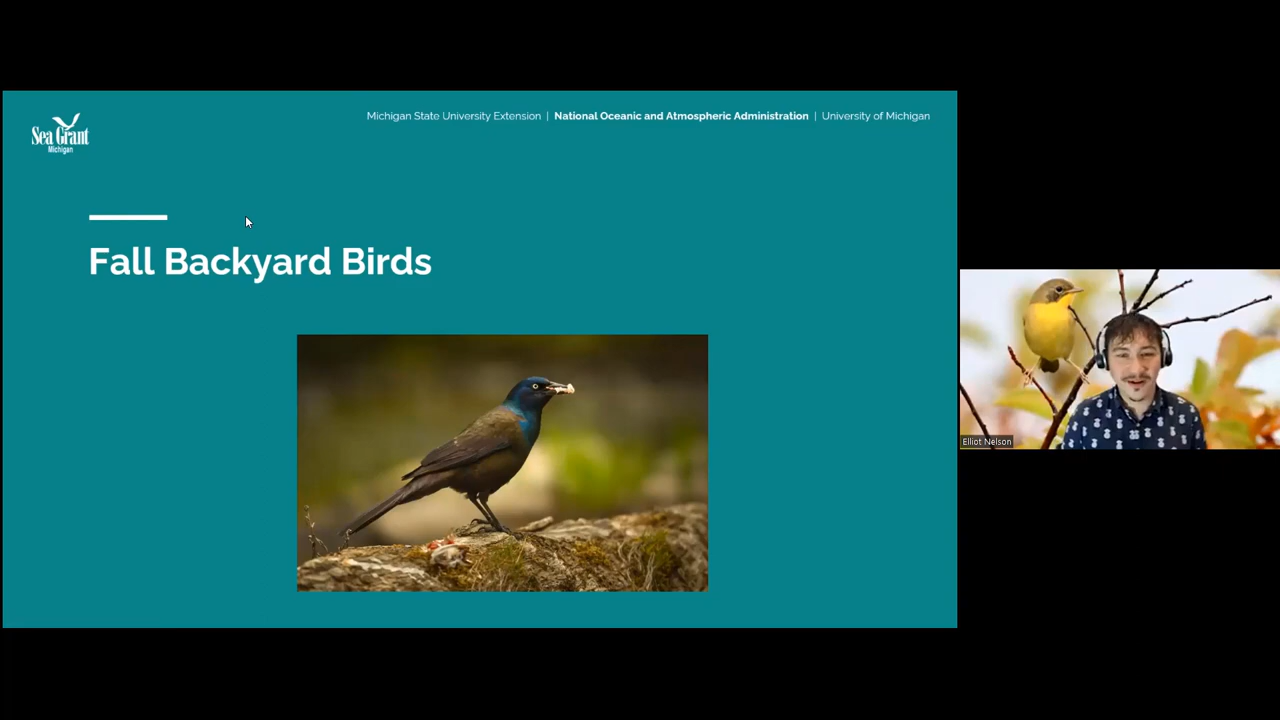 Sea Grant
Michigan
Michigan State University Extension | National Oceanic and Atmospheric Administration | University of Michigan
Fall Backyard Birds
Elliot Nelson